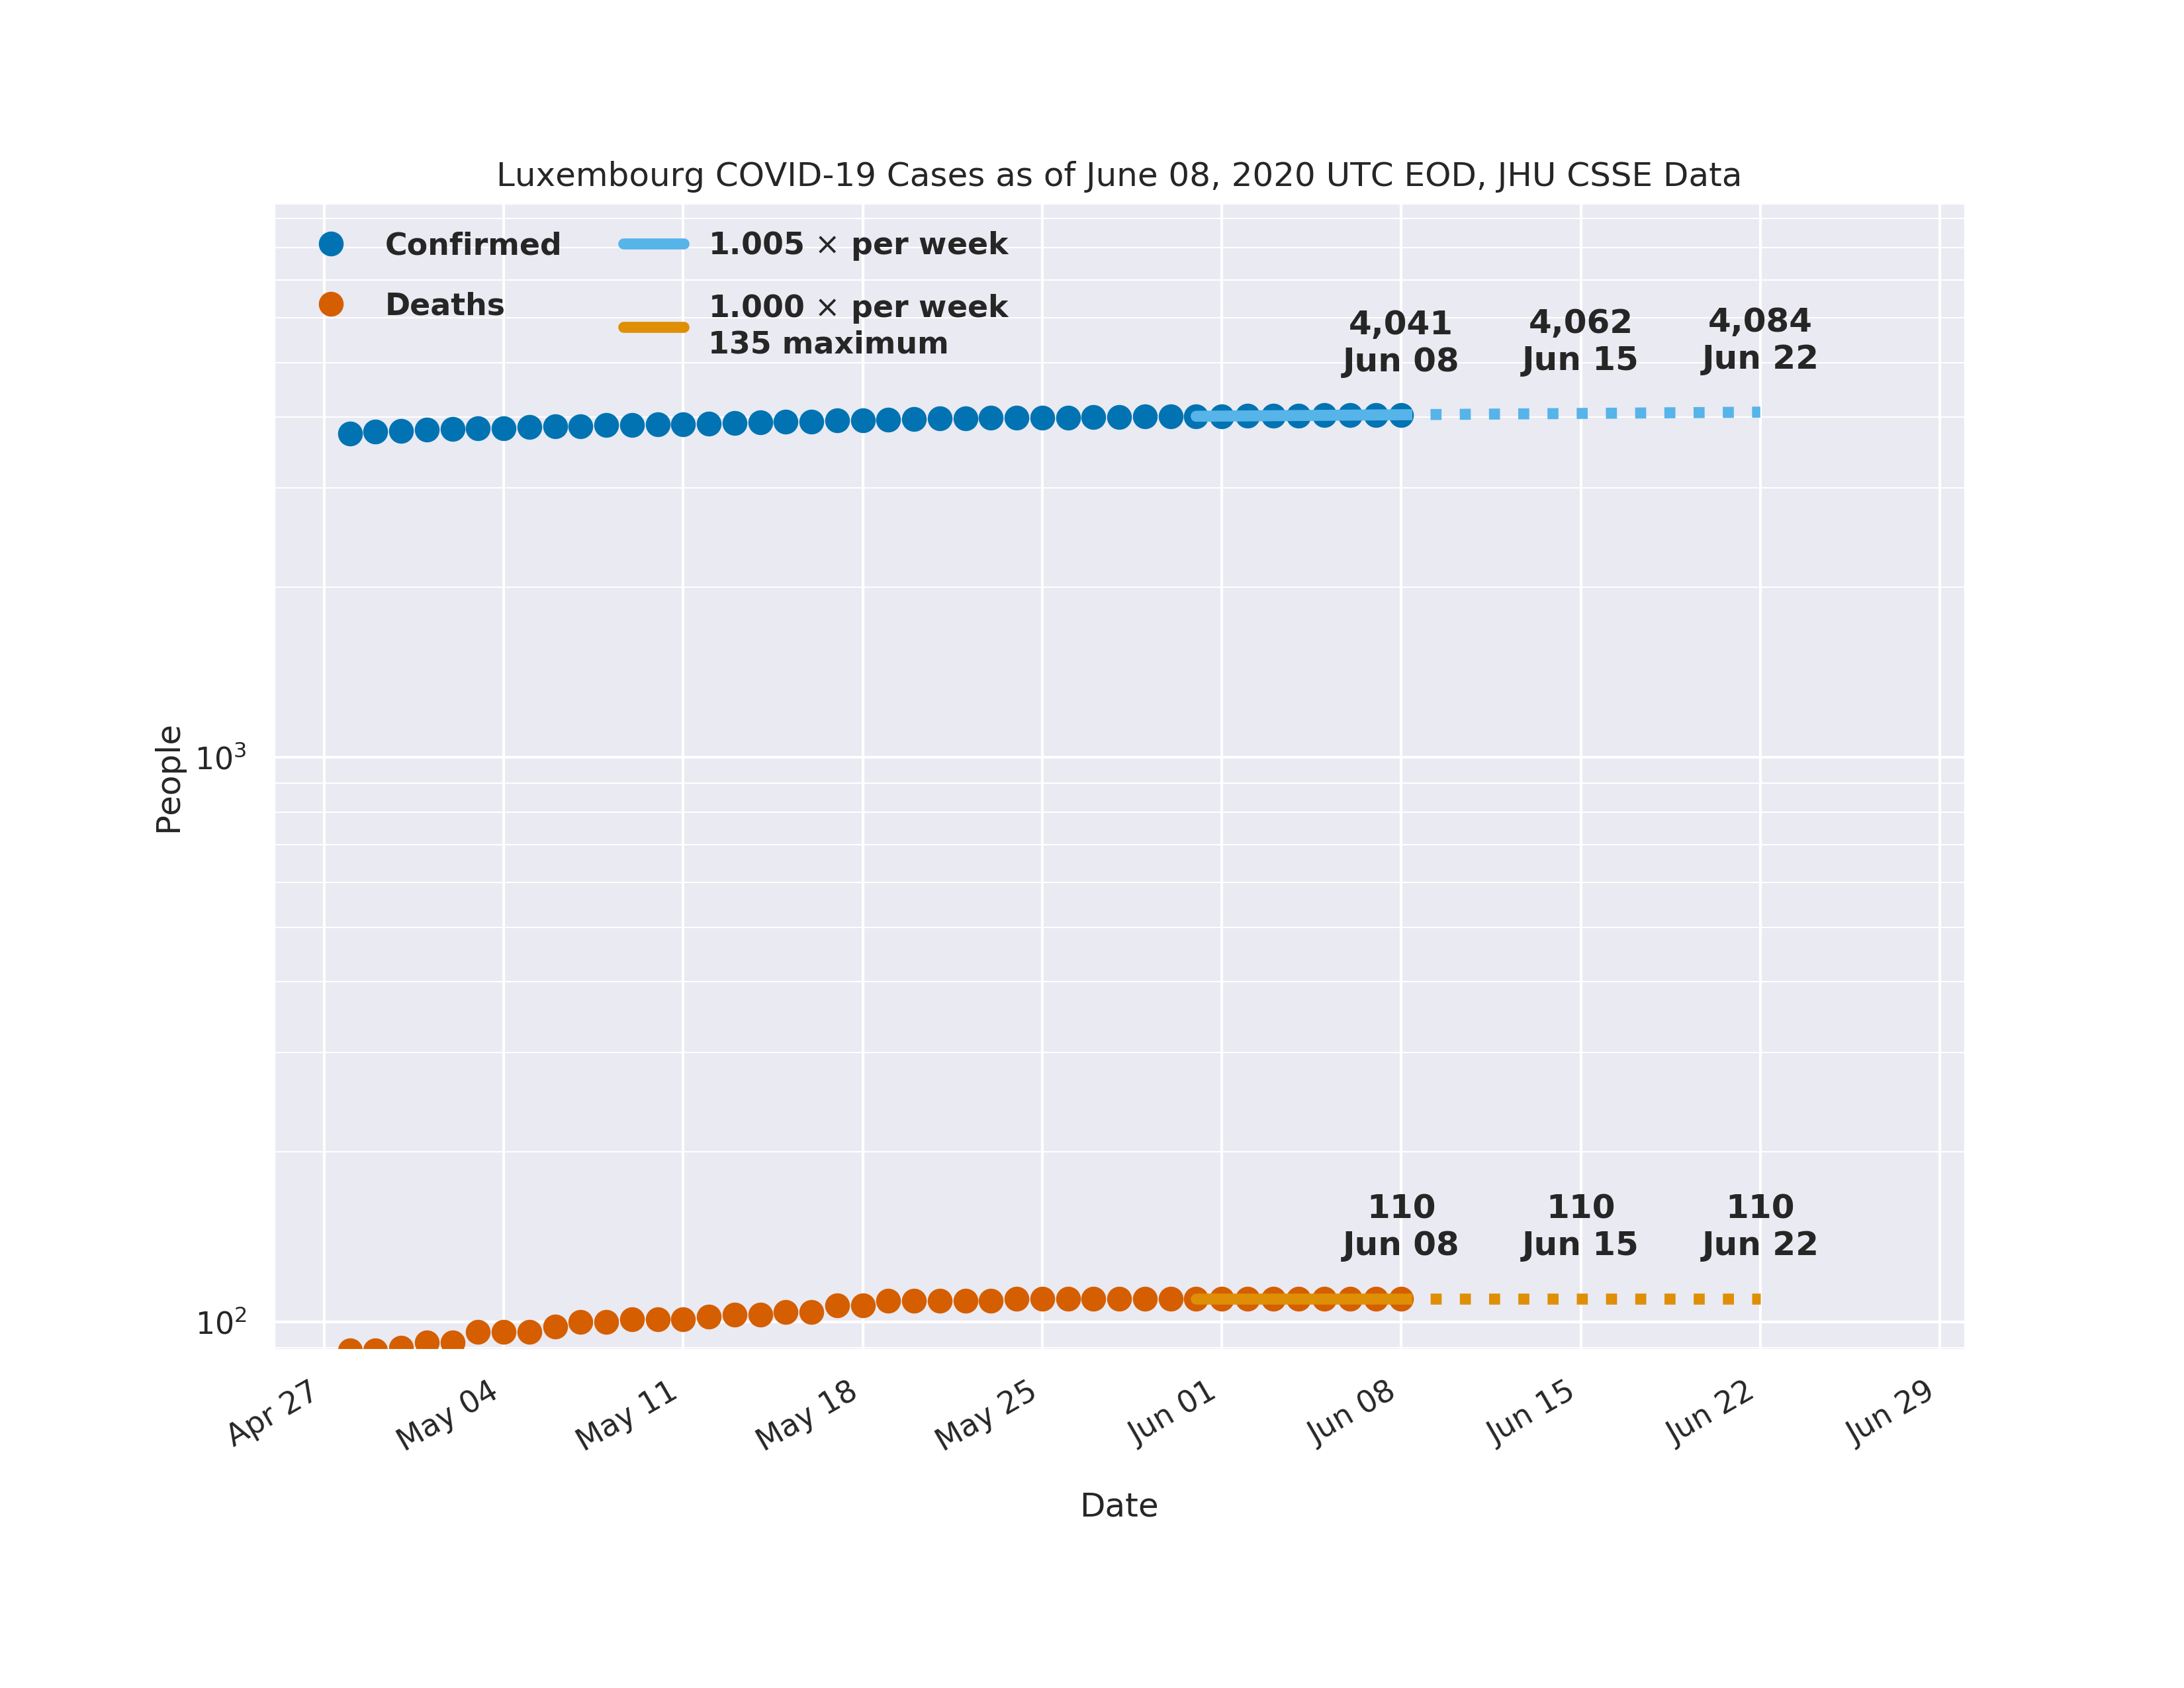 Luxembourg COVID-19 Cases as of June 08, 2020 UTC EOD, JHU CSSE Data
Confirmed
Deaths
1.005 × per week
1.000 × per week
135 maximum
4,041
Jun 08
4,062
Jun 15
4,084
Jun 22
People
10³
10²
110
Jun 08
110
Jun 15
110
Jun 22
Apr 27
May 04
May 11
May 18
May 25
Jun 01
Jun 08
Jun 15
Jun 22
Jun 29
Date